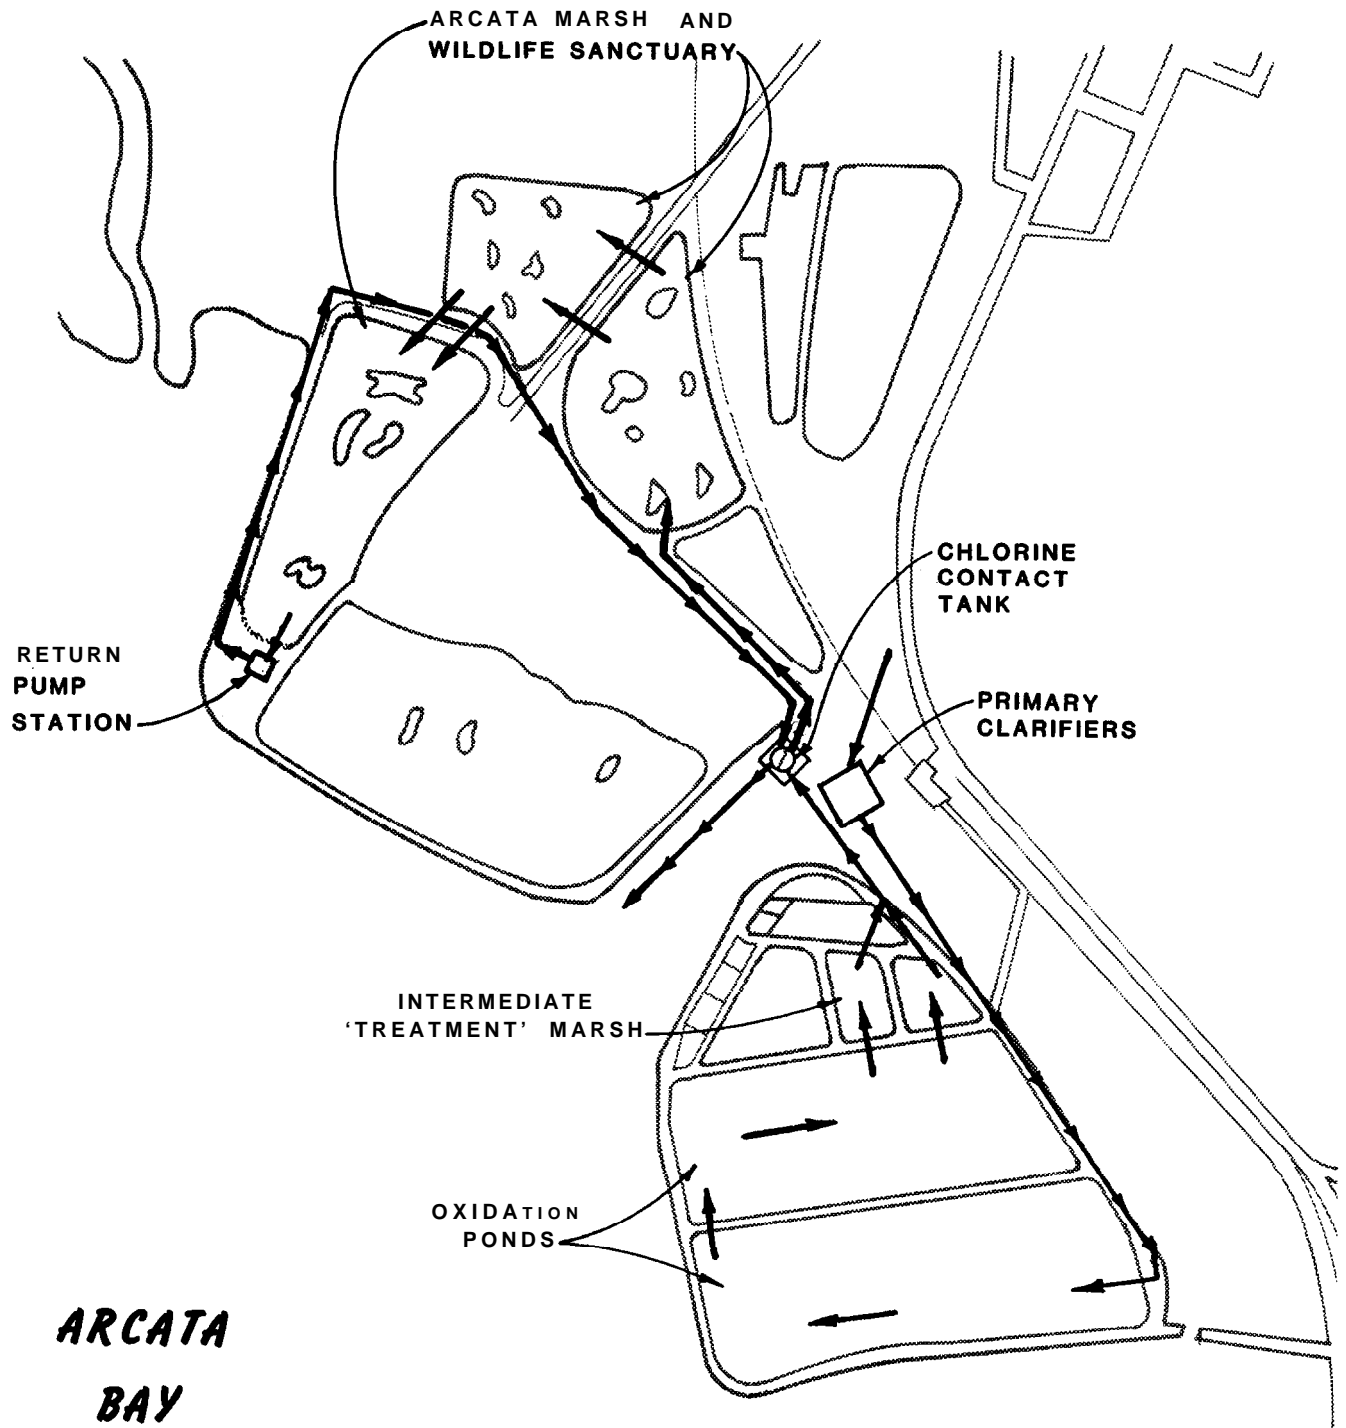 ARCATA MARSH AND
WILDLIFE SANCTUARY
CHLORINE
CONTACT
TANK
RETURN
PUMP
STATION
PRIMARY
CLARIFIERS
INTERMEDIATE
'TREATMENT' MARSH
OXIDATION
PONDS
ARCATA
BAY